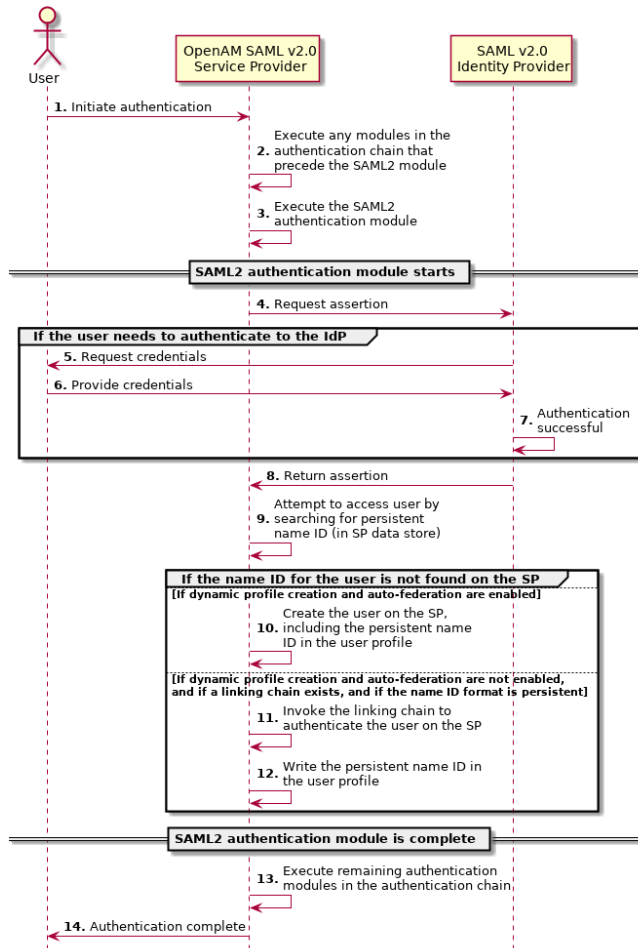 User
OpenAM SAML v2.0
Service Provider
SAML v2.0
Identity Provider
1. Initiate authentication
Execute any modules in the
2. authentication chain that
precede the SAML2 module
3. Execute the SAML2
authentication module
SAML2 authentication module starts
4. Request assertion
If the user needs to authenticate to the IdP
5. Request credentials
6. Provide credentials
7. Authentication
successful
8. Return assertion
Attempt to access user by
9. searching for persistent
name ID (in SP data store)
If the name ID for the user is not found on the SP
[If dynamic profile creation and auto-federation are enabled]
Create the user on the SP,
10. including the persistent name
ID in the user profile
[If dynamic profile creation and auto-federation are not enabled,
and if a linking chain exists, and if the name ID format is persistent]
11. Invoke the linking chain to
authenticate the user on the SP
12. Write the persistent name ID in
the user profile
SAML2 authentication module is complete
13. Execute remaining authentication
modules in the authentication chain
14. Authentication complete